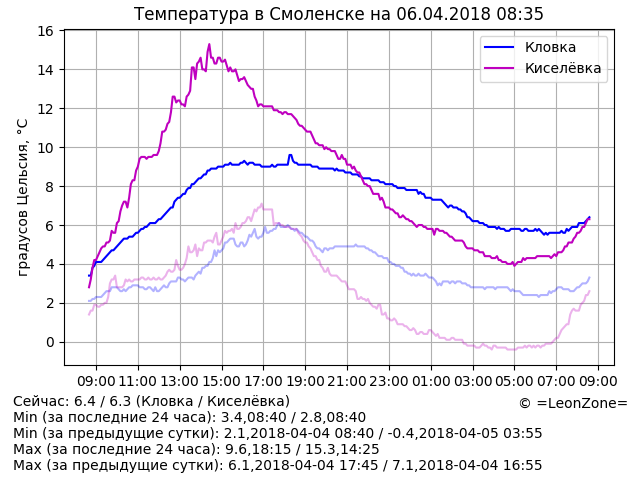 Температура в Смоленске на 06.04.2018 08:35
16
14
12
10
8
6
4
2
0
градусов Цельсия, °C
Кловка
Киселёвка
09:00 11:00 13:00 15:00 17:00 19:00 21:00 23:00 01:00 03:00 05:00 07:00 09:00
Сейчас: 6.4 / 6.3 (Кловка / Киселёвка)
© =LeonZone=
Min (за последние 24 часа): 3.4,08:40 / 2.8,08:40
Min (за предыдущие сутки): 2.1,2018-04-04 08:40 / -0.4,2018-04-05 03:55
Max (за последние 24 часа): 9.6,18:15 / 15.3,14:25
Max (за предыдущие сутки): 6.1,2018-04-04 17:45 / 7.1,2018-04-04 16:55